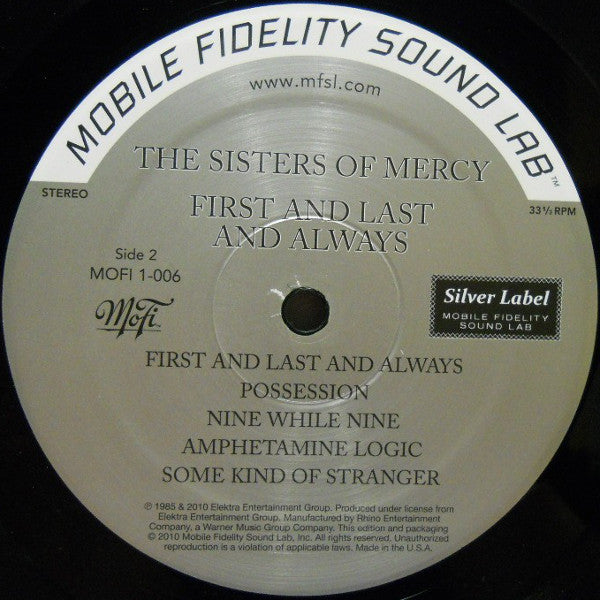 MOBILE FIDELITY SOUND LAB™
www.mfsl.com
THE SISTERS OF MERCY
STEREO
33⅓ RPM
FIRST AND LAST
AND ALWAYS
Side 2
MOFI 1-006
MoFi
Silver Label
MOBILE FIDELITY
SOUND LAB
FIRST AND LAST AND ALWAYS
POSSESSION
NINE WHILE NINE
AMPHETAMINE LOGIC
SOME KIND OF STRANGER
℗ 1985 & 2010 Elektra Entertainment Group. Produced under license from
Elektra Entertainment Group. Manufactured by Rhino Entertainment
Company, a Warner Music Group Company. This edition and packaging
© 2010 Mobile Fidelity Sound Lab, Inc. All rights reserved. Unauthorized
reproduction is a violation of applicable laws. Made in the U.S.A.